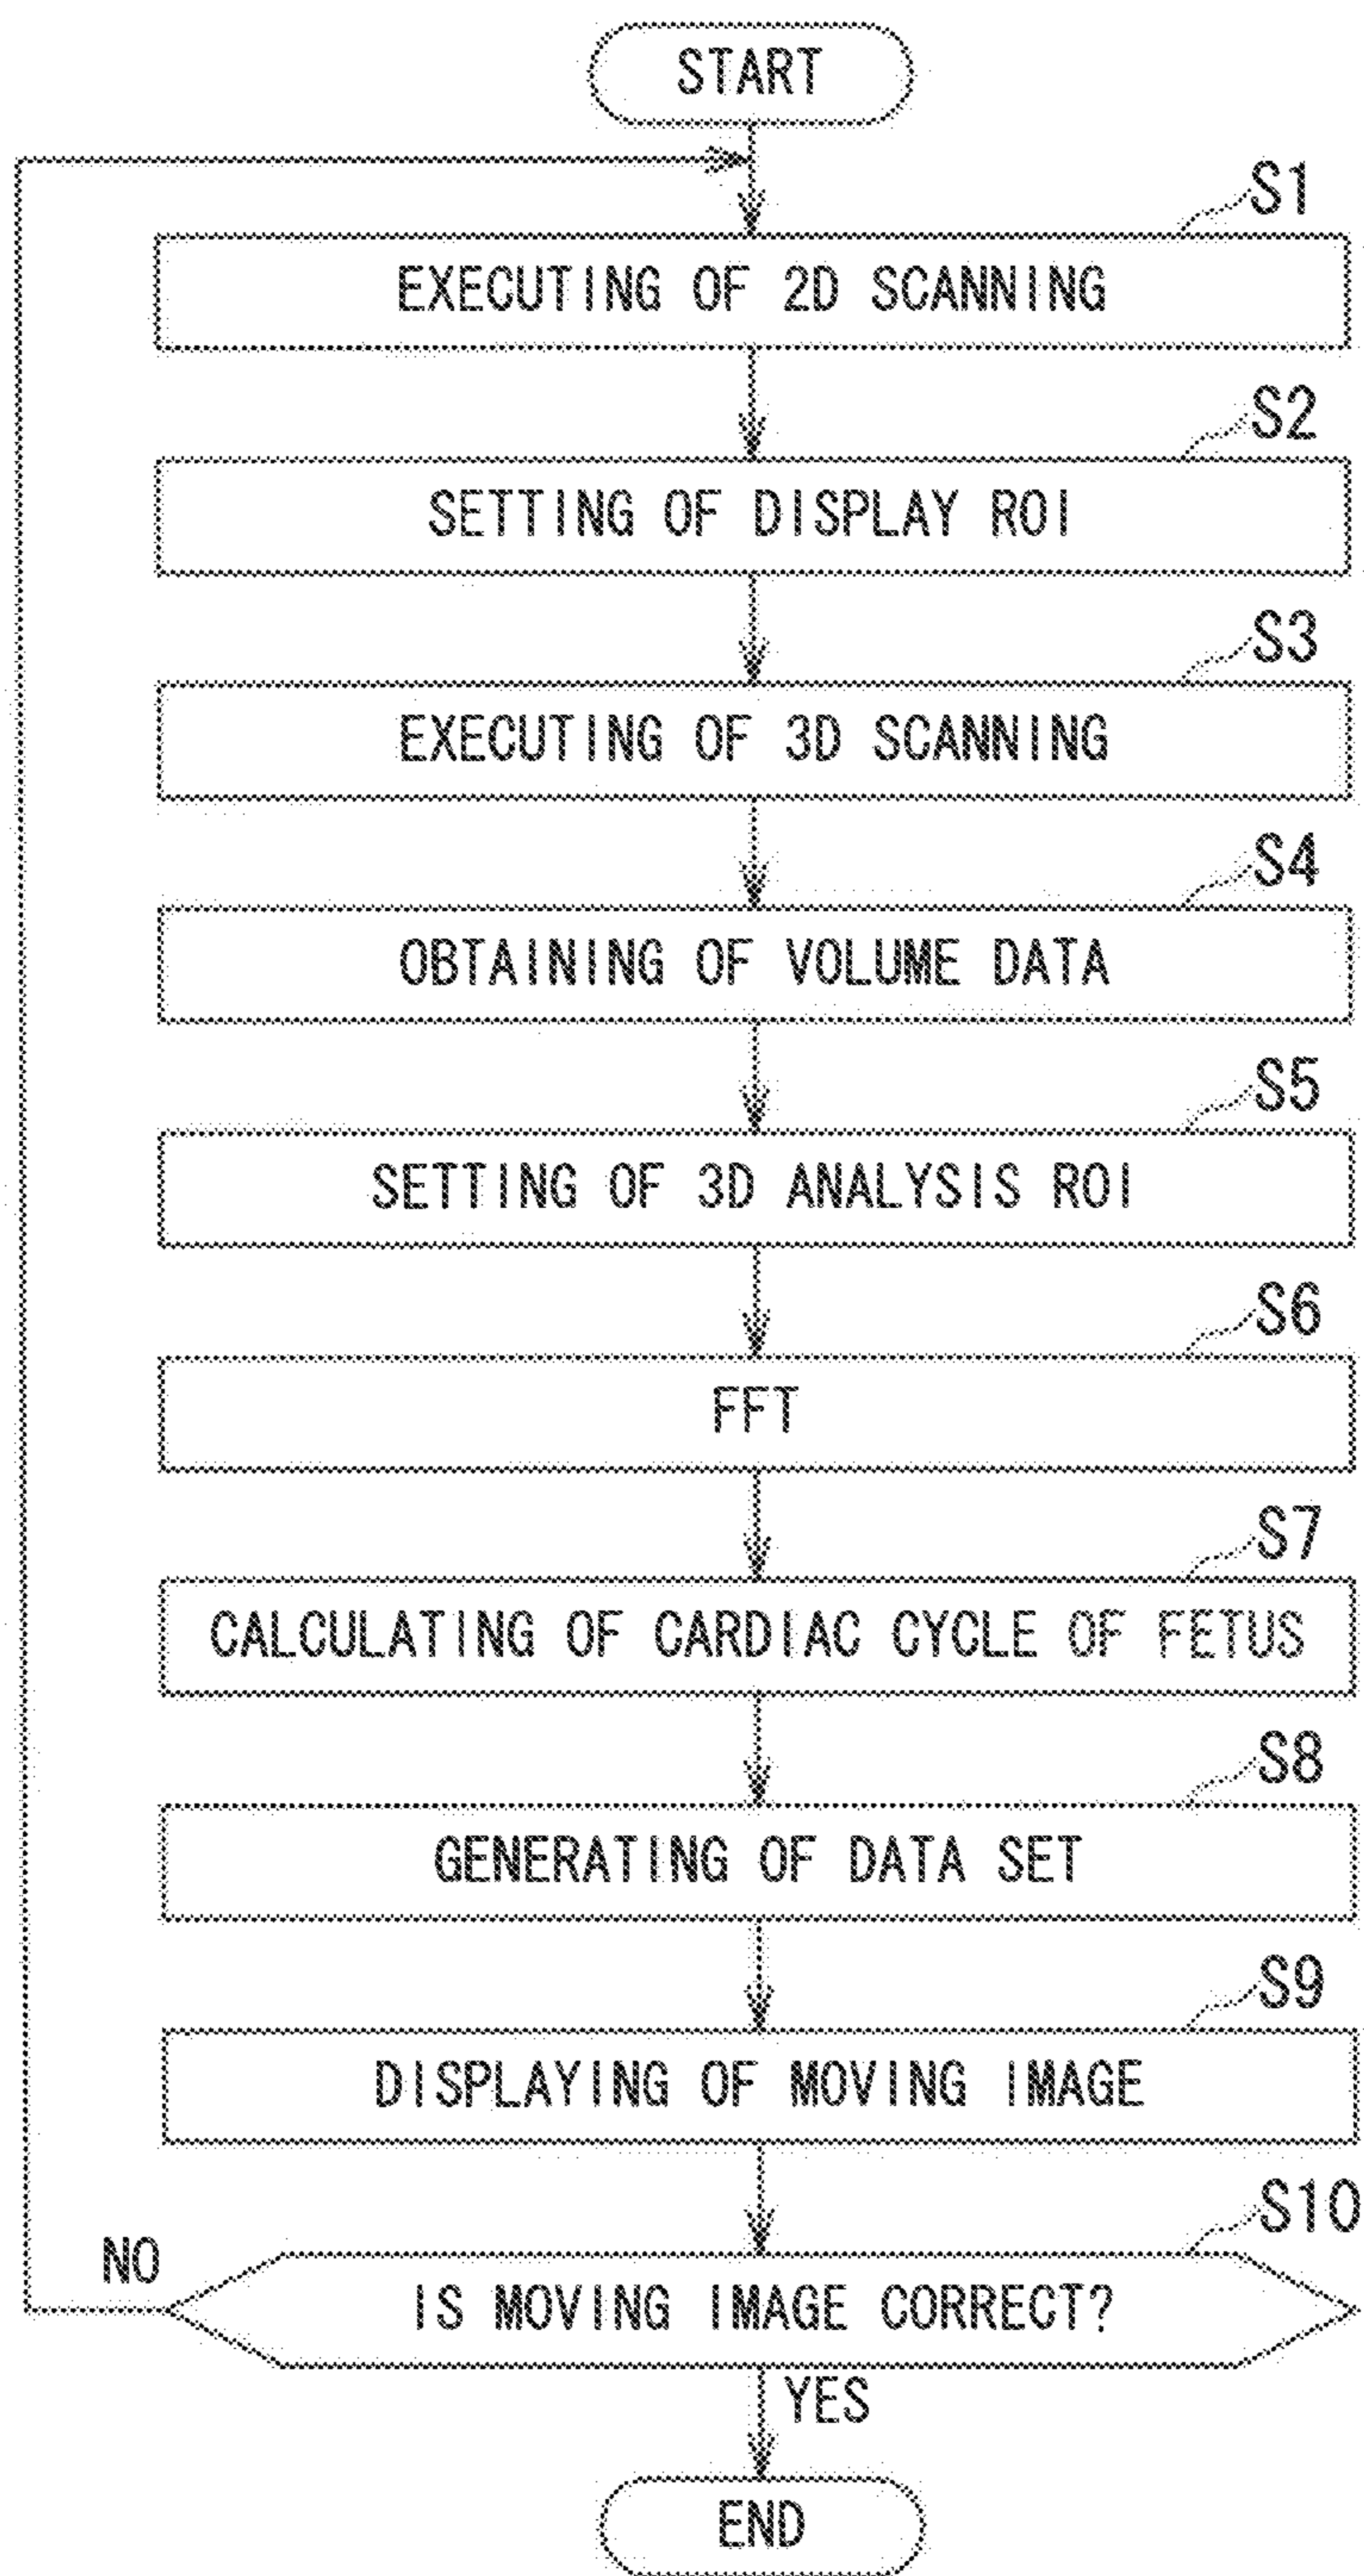 START
S1
EXECUTING OF 2D SCANNING
S2
SETTING OF DISPLAY ROI
S3
EXECUTING OF 3D SCANNING
S4
OBTAINING OF VOLUME DATA
S5
SETTING OF 3D ANALYSIS ROI
S6
FFT
S7
CALCULATING OF CARDIAC CYCLE OF FETUS
S8
GENERATING OF DATA SET
S9
DISPLAYING OF MOVING IMAGE
S10
NO
IS MOVING IMAGE CORRECT?
YES
END